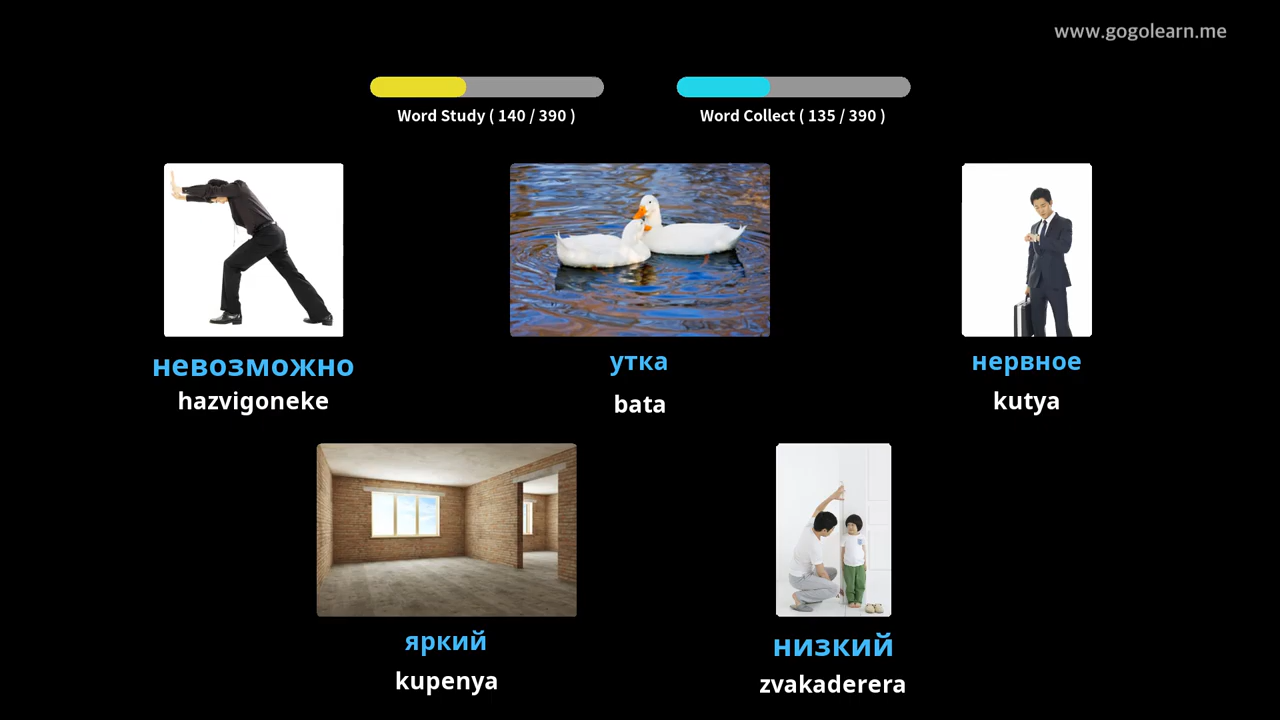 www.gogolearn.me
Word Study ( 140 / 390 )
Word Collect ( 135 / 390 )
невозможно
hazvigoneke
утка
bata
нервное
kutya
яркий
kupenya
низкий
zvakaderera